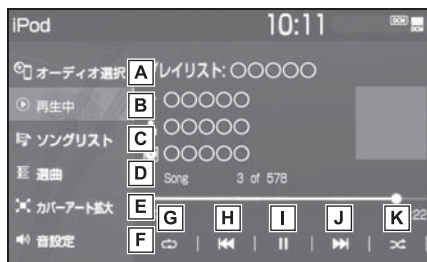 iPod 10:11 DCM
オーディオ選択 A プレイリスト: ○○○○○
再生中 B ○○○○○
ソングリスト C ○○○○○
○○○○○
選曲 D Song 3 of 578
カバーアート拡大 E
G H I J K :22
音設定 F